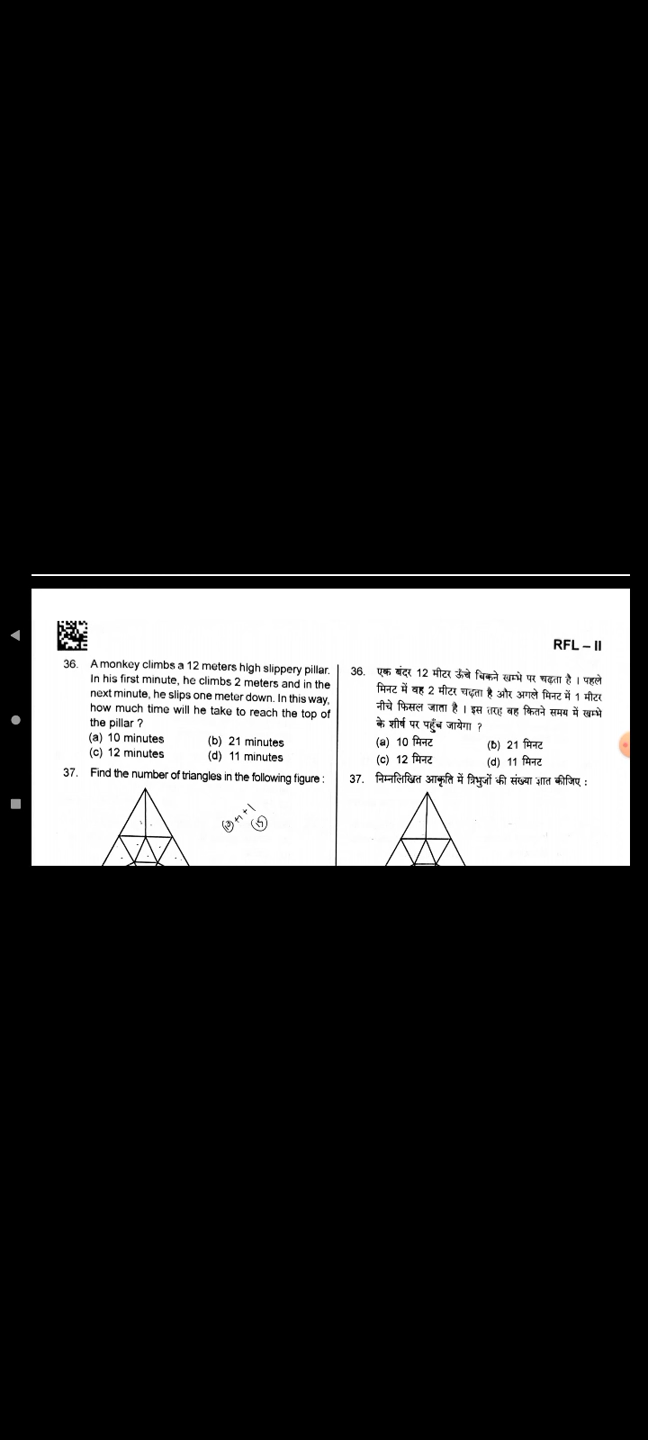 RFL – II
36. A monkey climbs a 12 meters high slippery pillar.
In his first minute, he climbs 2 meters and in the
next minute, he slips one meter down. In this way,
how much time will he take to reach the top of
the pillar ?
(a) 10 minutes (b) 21 minutes
(c) 12 minutes (d) 11 minutes
37. Find the number of triangles in the following figure :
36. एक बंदर 12 मीटर ऊँचे चिकने खम्भे पर चढ़ता है । पहले
मिनट में वह 2 मीटर चढ़ता है और अगले मिनट में 1 मीटर
नीचे फिसल जाता है । इस तरह वह कितने समय में खम्भे
के शीर्ष पर पहुँच जायेगा ?
(a) 10 मिनट (b) 21 मिनट
(c) 12 मिनट (d) 11 मिनट
37. निम्नलिखित आकृति में त्रिभुजों की संख्या ज्ञात कीजिए :